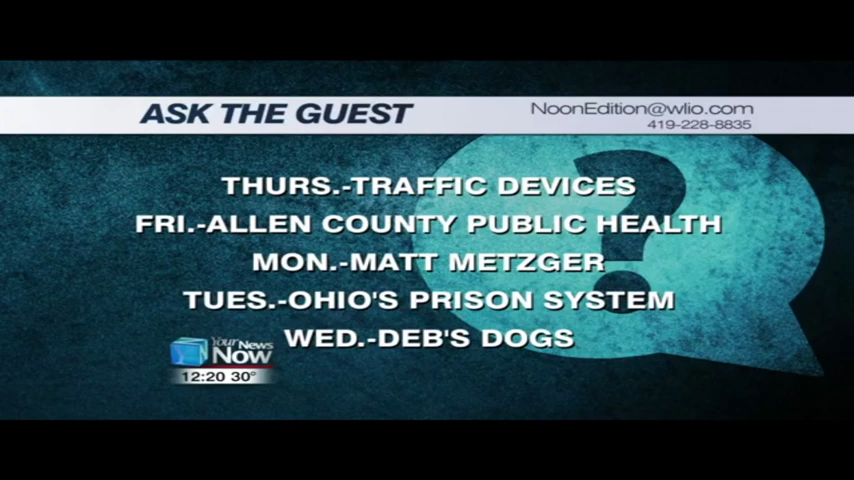 ASK THE GUEST
NoonEdition@wlio.com
419-228-8835
THURS.-TRAFFIC DEVICES
FRI.-ALLEN COUNTY PUBLIC HEALTH
MON.-MATT METZGER
TUES.-OHIO'S PRISON SYSTEM
WED.-DEB'S DOGS
Your News
Now
12:20 30°